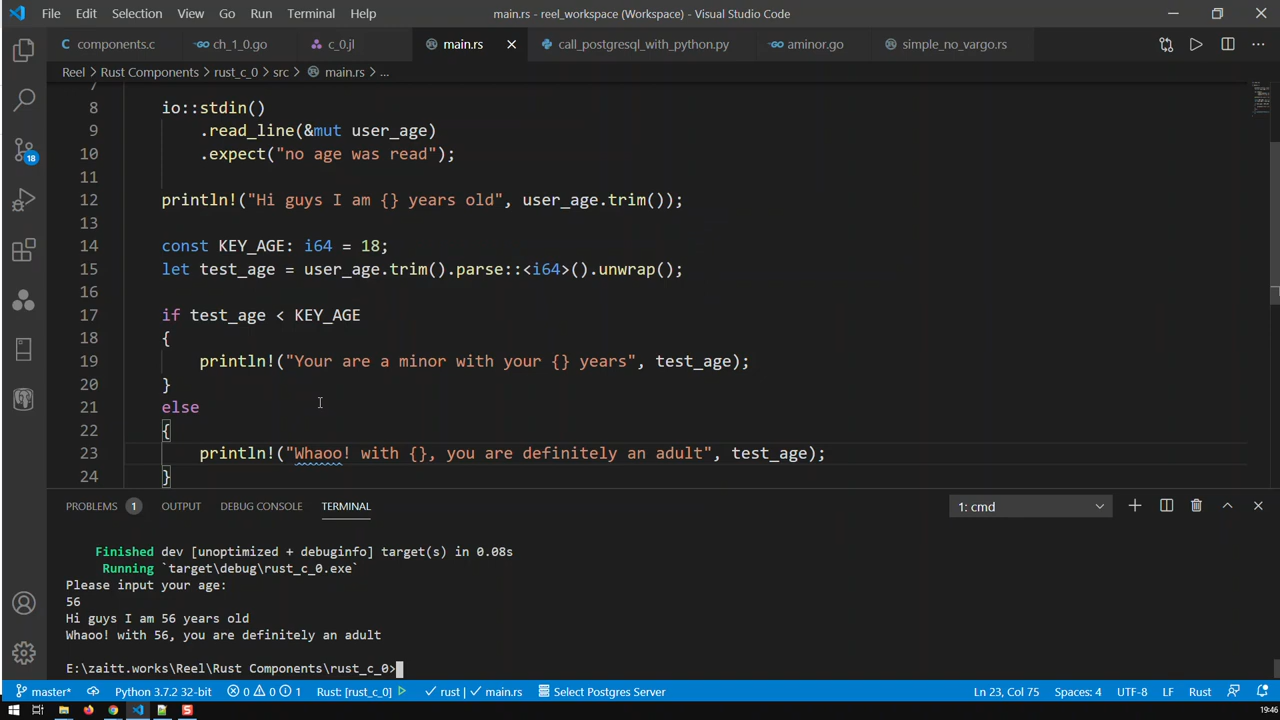 File Edit Selection View Go Run Terminal Help main.rs - reel_workspace (Workspace) - Visual Studio Code
components.c ch_1_0.go c_0.jl main.rs call_postgresql_with_python.py aminor.go simple_no_vargo.rs
Reel > Rust Components > rust_c_0 > src > main.rs > ...
7
8 io::stdin()
9 .read_line(&mut user_age)
10 .expect("no age was read");
11
12 println!("Hi guys I am {} years old", user_age.trim());
13
14 const KEY_AGE: i64 = 18;
15 let test_age = user_age.trim().parse::<i64>().unwrap();
16
17 if test_age < KEY_AGE
18 {
19 println!("Your are a minor with your {} years", test_age);
20 }
21 else
22 {
23 println!("Whaoo! with {}, you are definitely an adult", test_age);
24 }
18
PROBLEMS 1 OUTPUT DEBUG CONSOLE TERMINAL 1: cmd
Finished dev [unoptimized + debuginfo] target(s) in 0.08s
Running `target\debug\rust_c_0.exe`
Please input your age:
56
Hi guys I am 56 years old
Whaoo! with 56, you are definitely an adult
E:\zaitt.works\Reel\Rust Components\rust_c_0>
master* Python 3.7.2 32-bit 0 0 1 Rust: [rust_c_0] rust | main.rs Select Postgres Server Ln 23, Col 75 Spaces: 4 UTF-8 LF Rust
19:46